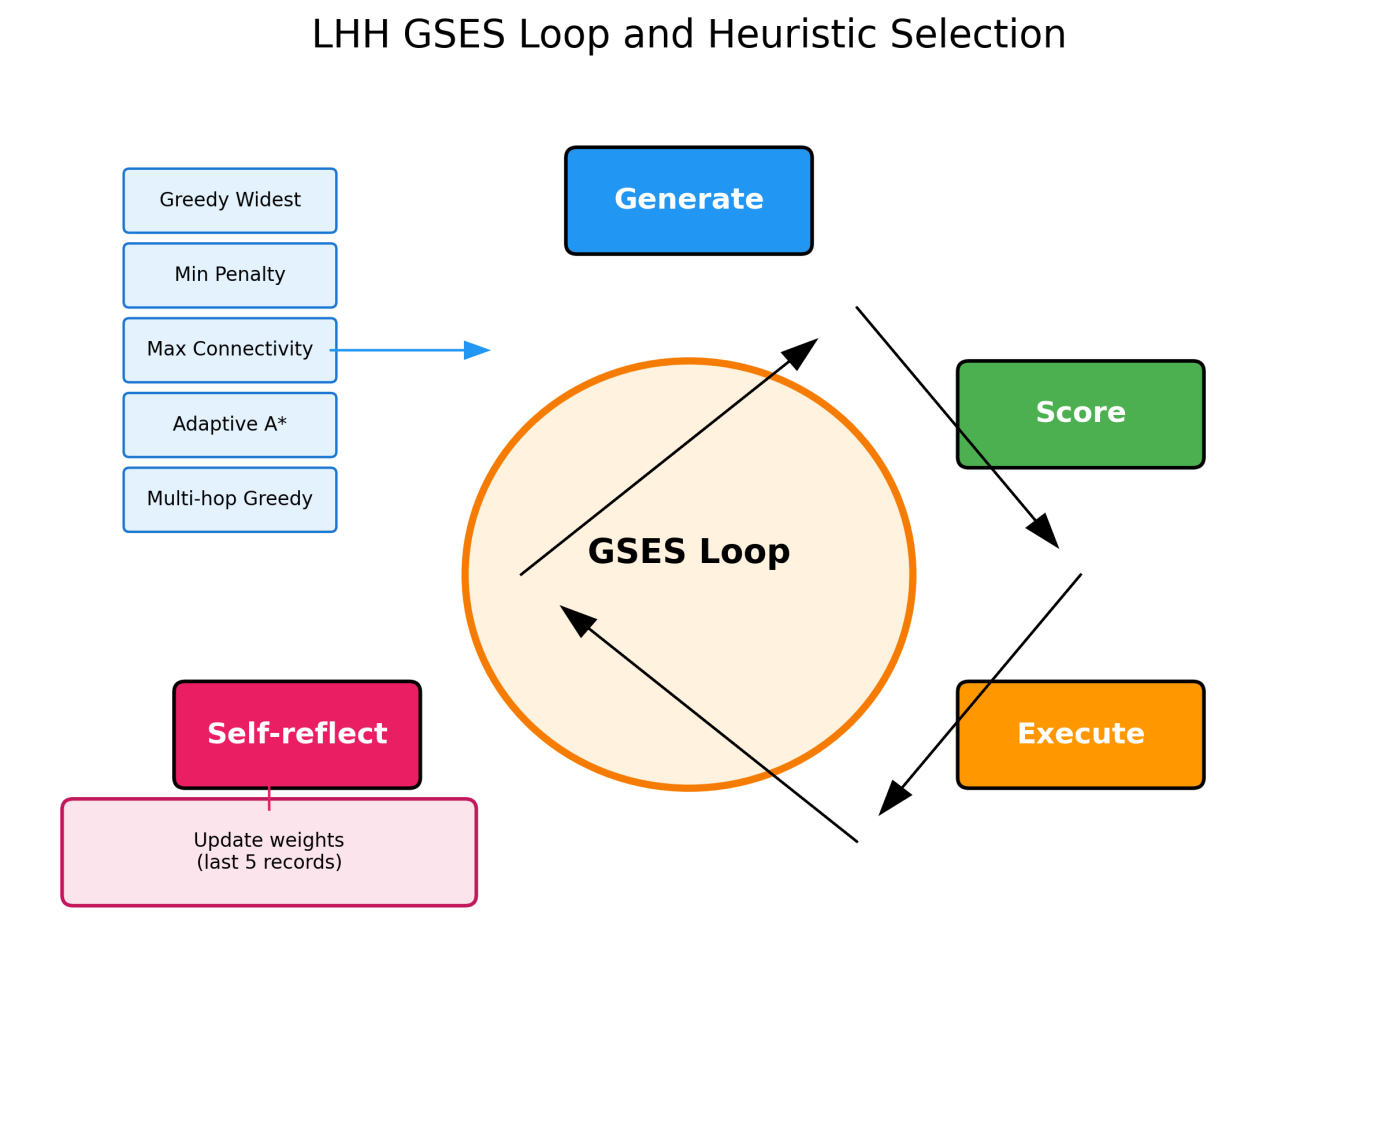 LHH GSES Loop and Heuristic Selection
Greedy Widest
Min Penalty
Max Connectivity
Adaptive A*
Multi-hop Greedy
Generate
Score
GSES Loop
Execute
Self-reflect
Update weights
(last 5 records)